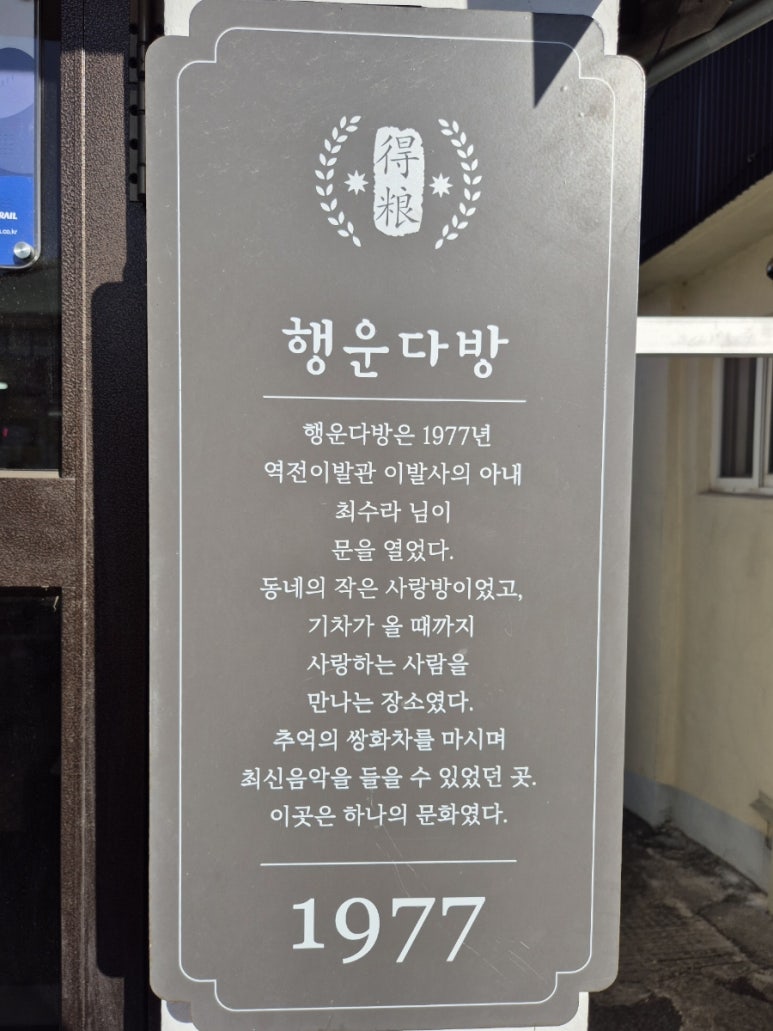 得
粮
행운다방
행운다방은 1977년
역전이발관 이발사의 아내
최수라 님이
문을 열었다.
동네의 작은 사랑방이었고,
기차가 올 때까지
사랑하는 사람을
만나는 장소였다.
추억의 쌍화차를 마시며
최신음악을 들을 수 있었던 곳.
이곳은 하나의 문화였다.
1977